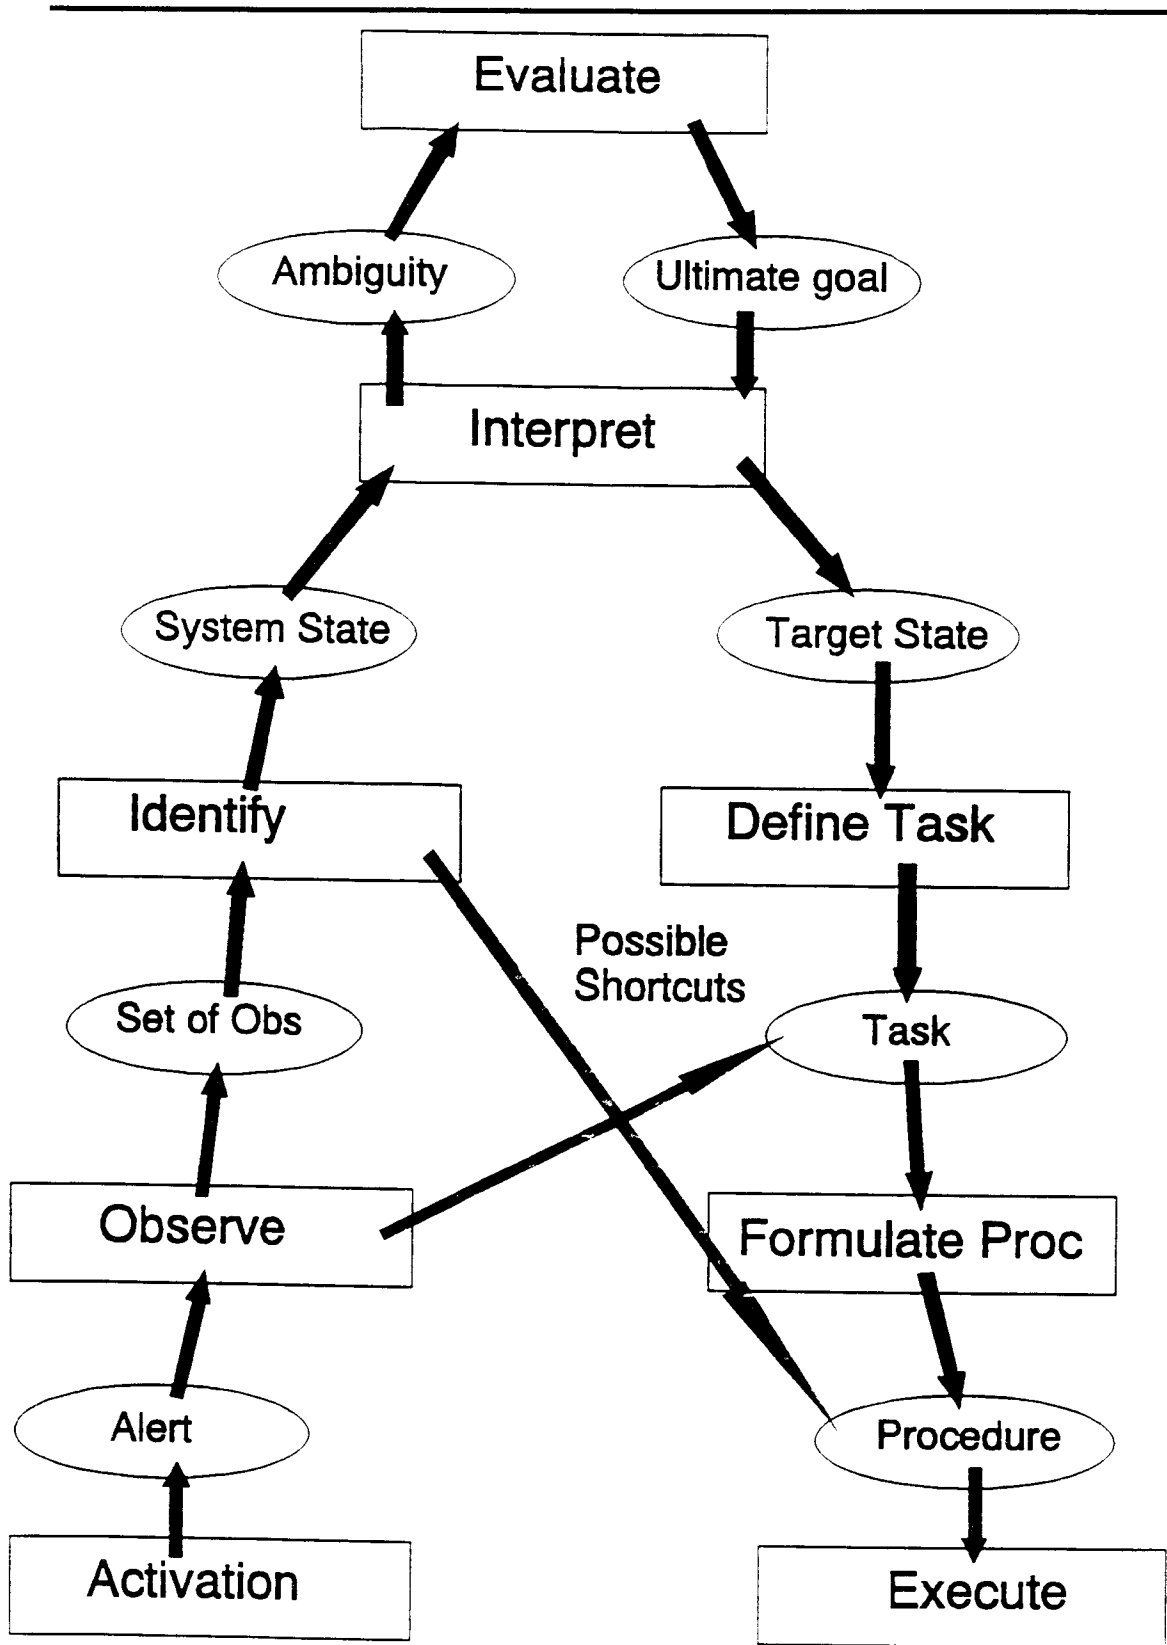 Evaluate
Ambiguity
Ultimate goal
Interpret
System State
Target State
Identify
Define Task
Possible
Shortcuts
Set of Obs
Task
Observe
Formulate Proc
Alert
Procedure
Activation
Execute